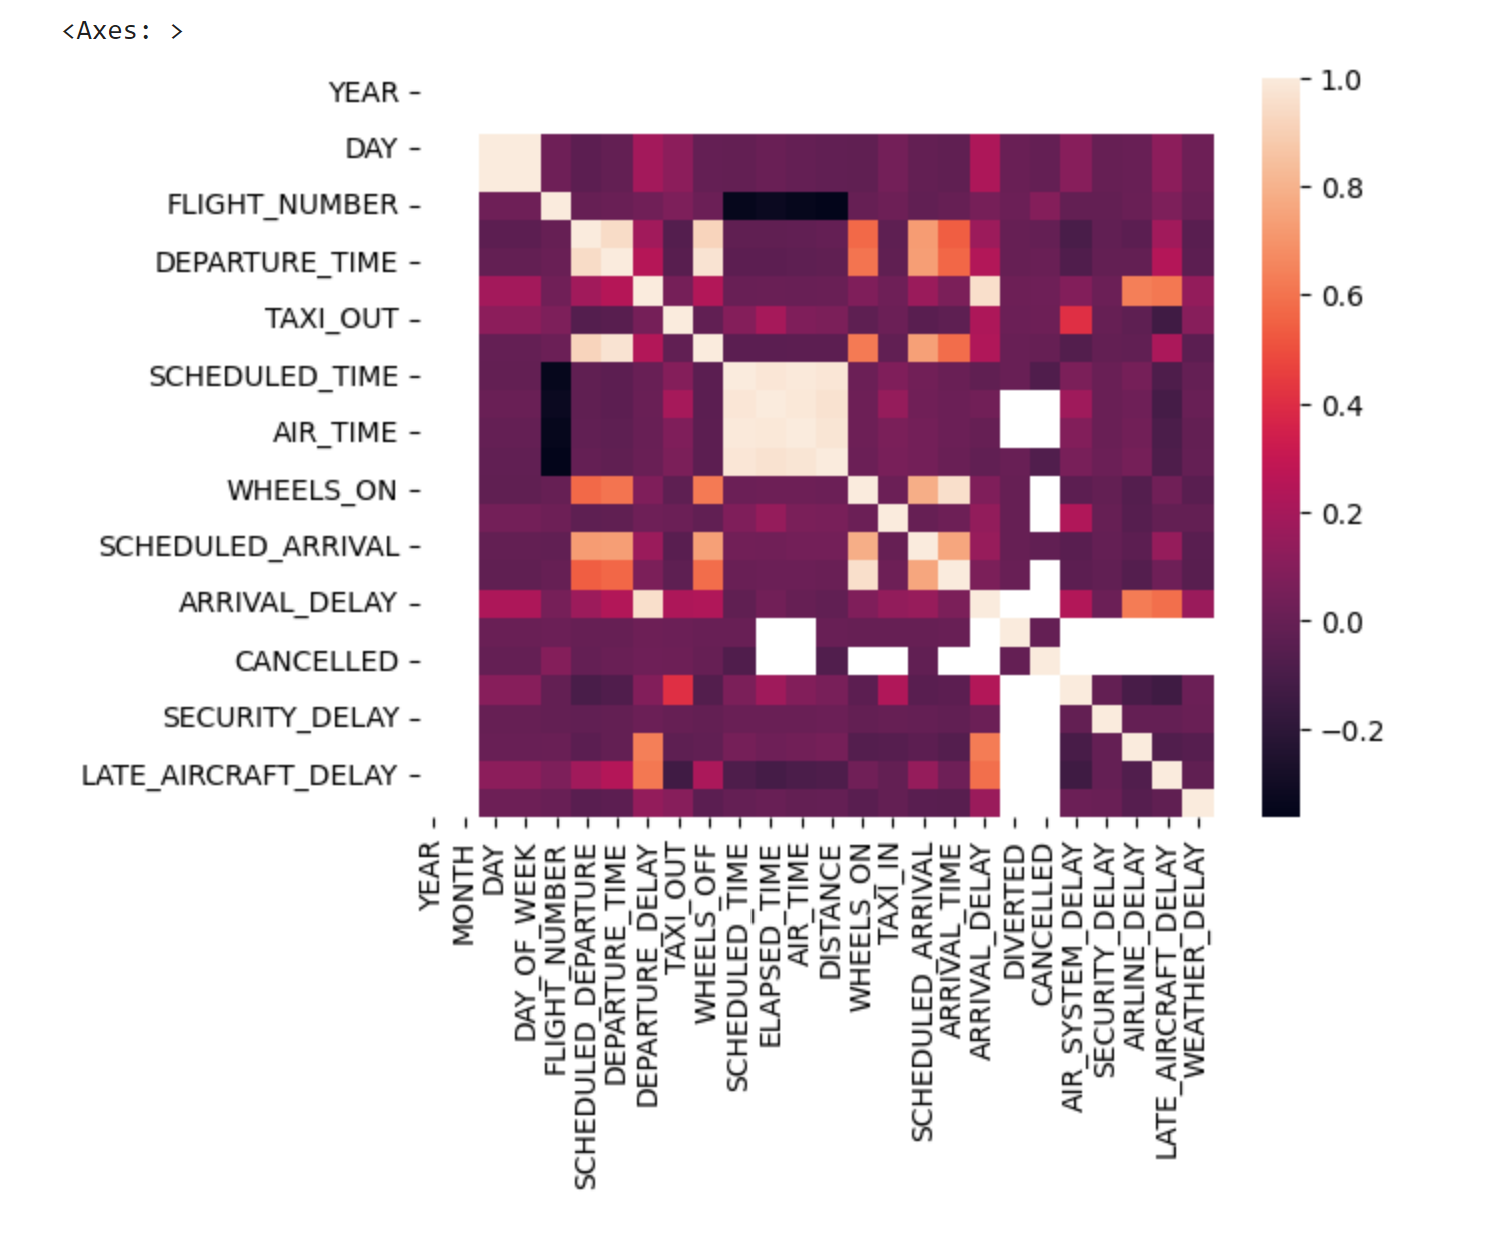 <Axes: >
YEAR
DAY
FLIGHT_NUMBER
DEPARTURE_TIME
TAXI_OUT
SCHEDULED_TIME
AIR_TIME
WHEELS_ON
SCHEDULED_ARRIVAL
ARRIVAL_DELAY
CANCELLED
SECURITY_DELAY
LATE_AIRCRAFT_DELAY
YEAR
MONTH
DAY
DAY_OF_WEEK
FLIGHT_NUMBER
SCHEDULED_DEPARTURE
DEPARTURE_TIME
DEPARTURE_DELAY
TAXI_OUT
WHEELS_OFF
SCHEDULED_TIME
ELAPSED_TIME
AIR_TIME
DISTANCE
WHEELS_ON
TAXI_IN
SCHEDULED_ARRIVAL
ARRIVAL_TIME
ARRIVAL_DELAY
DIVERTED
CANCELLED
AIR_SYSTEM_DELAY
SECURITY_DELAY
AIRLINE_DELAY
LATE_AIRCRAFT_DELAY
WEATHER_DELAY
1.0
0.8
0.6
0.4
0.2
0.0
−0.2